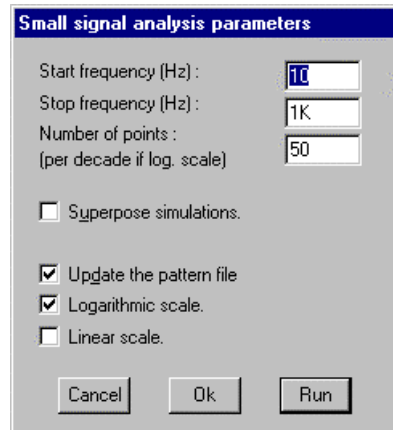 Small signal analysis parameters
Start frequency (Hz) : 10
Stop frequency (Hz) : 1K
Number of points : 50
(per decade if log. scale)
Superpose simulations.
Update the pattern file
Logarithmic scale.
Linear scale.
Cancel Ok Run